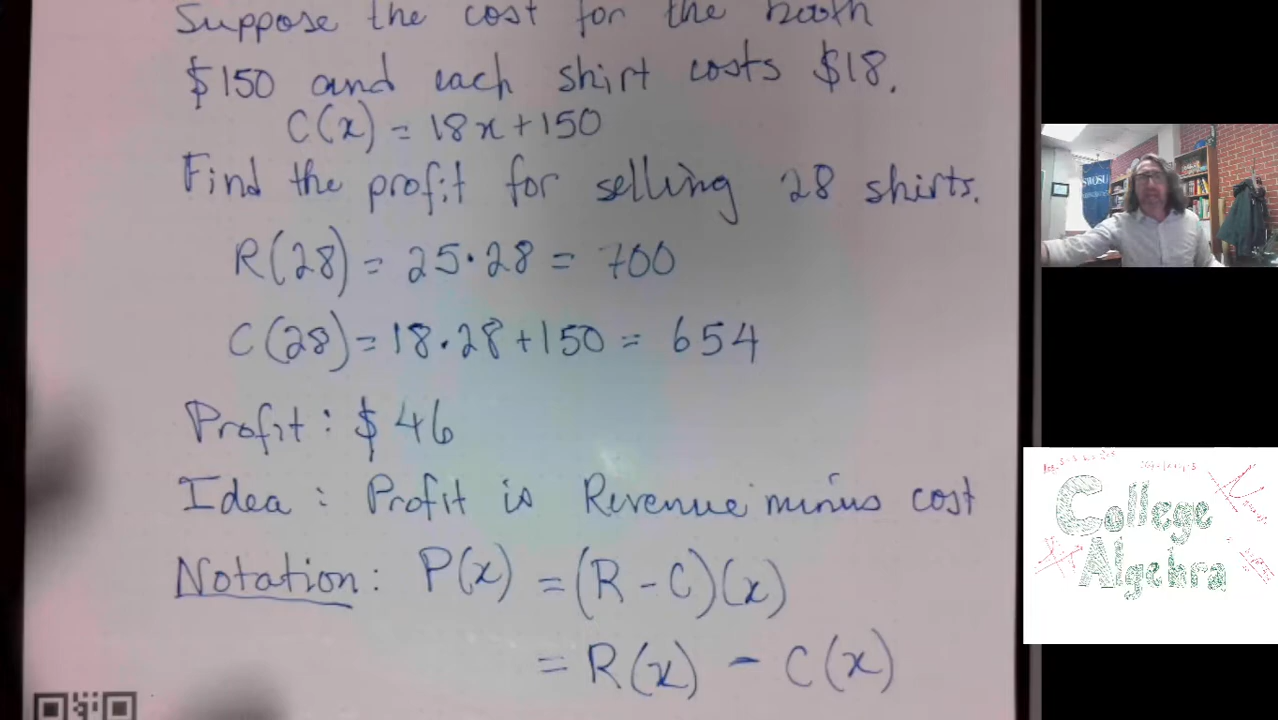 Suppose the cost for the booth
$150 and each shirt costs $18.
C(x) = 18x+150
Find the profit for selling 28 shirts.
R(28) = 25·28 = 700
C(28) = 18·28+150 = 654
Profit: $46
Idea: Profit is Revenue minus cost
Notation: P(x) = (R - C)(x)
= R(x) - C(x)
SWOSU
College
Algebra